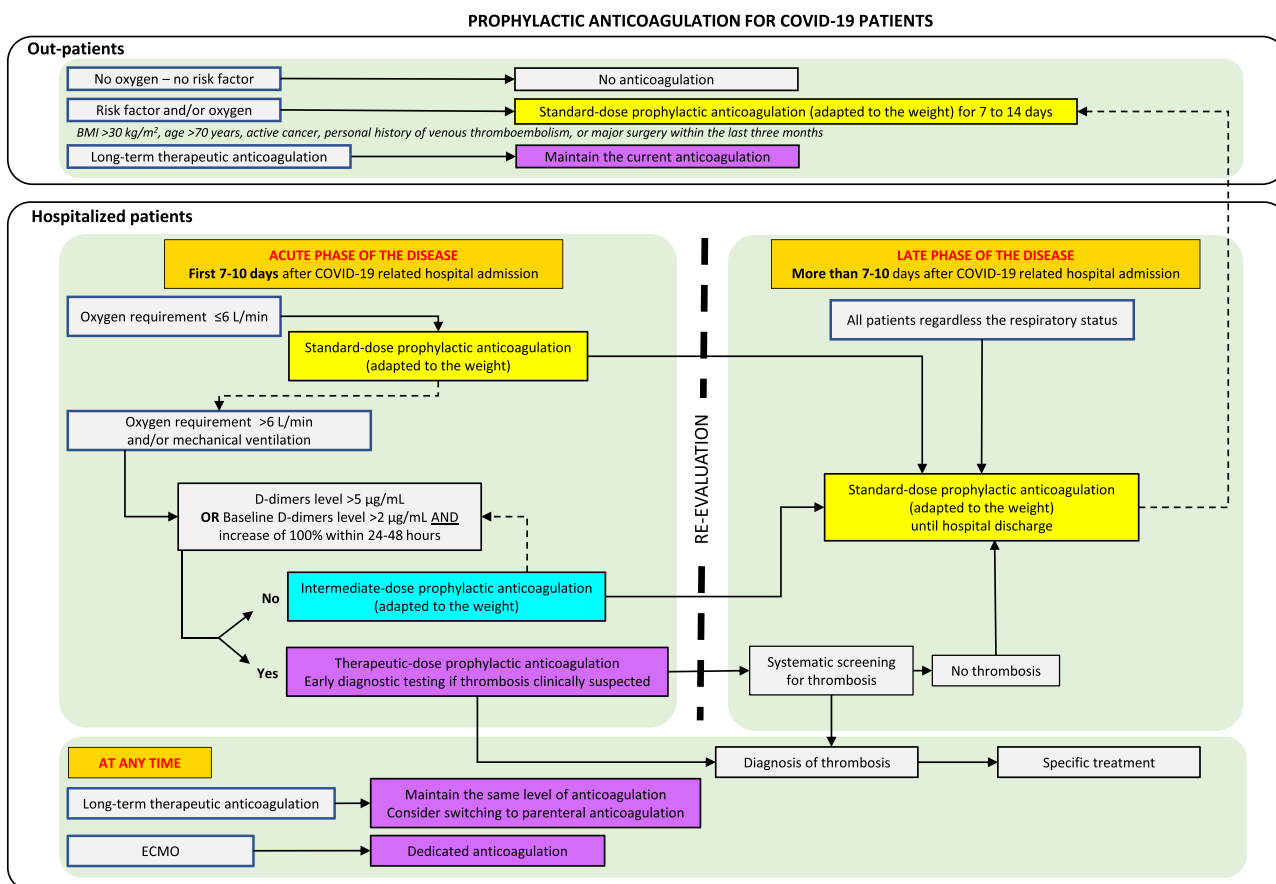 PROPHYLACTIC ANTICOAGULATION FOR COVID-19 PATIENTS
Out-patients
No oxygen – no risk factor
No anticoagulation
Risk factor and/or oxygen
Standard-dose prophylactic anticoagulation (adapted to the weight) for 7 to 14 days
BMI >30 kg/m², age >70 years, active cancer, personal history of venous thromboembolism, or major surgery within the last three months
Long-term therapeutic anticoagulation
Maintain the current anticoagulation
Hospitalized patients
ACUTE PHASE OF THE DISEASE
First 7-10 days after COVID-19 related hospital admission
Oxygen requirement ≤6 L/min
Standard-dose prophylactic anticoagulation
(adapted to the weight)
Oxygen requirement >6 L/min
and/or mechanical ventilation
D-dimers level >5 µg/mL
OR Baseline D-dimers level >2 µg/mL AND
increase of 100% within 24-48 hours
No
Intermediate-dose prophylactic anticoagulation
(adapted to the weight)
Yes
Therapeutic-dose prophylactic anticoagulation
Early diagnostic testing if thrombosis clinically suspected
RE-EVALUATION
LATE PHASE OF THE DISEASE
More than 7-10 days after COVID-19 related hospital admission
All patients regardless the respiratory status
Standard-dose prophylactic anticoagulation
(adapted to the weight)
until hospital discharge
Systematic screening
for thrombosis
No thrombosis
AT ANY TIME
Diagnosis of thrombosis
Specific treatment
Long-term therapeutic anticoagulation
Maintain the same level of anticoagulation
Consider switching to parenteral anticoagulation
ECMO
Dedicated anticoagulation